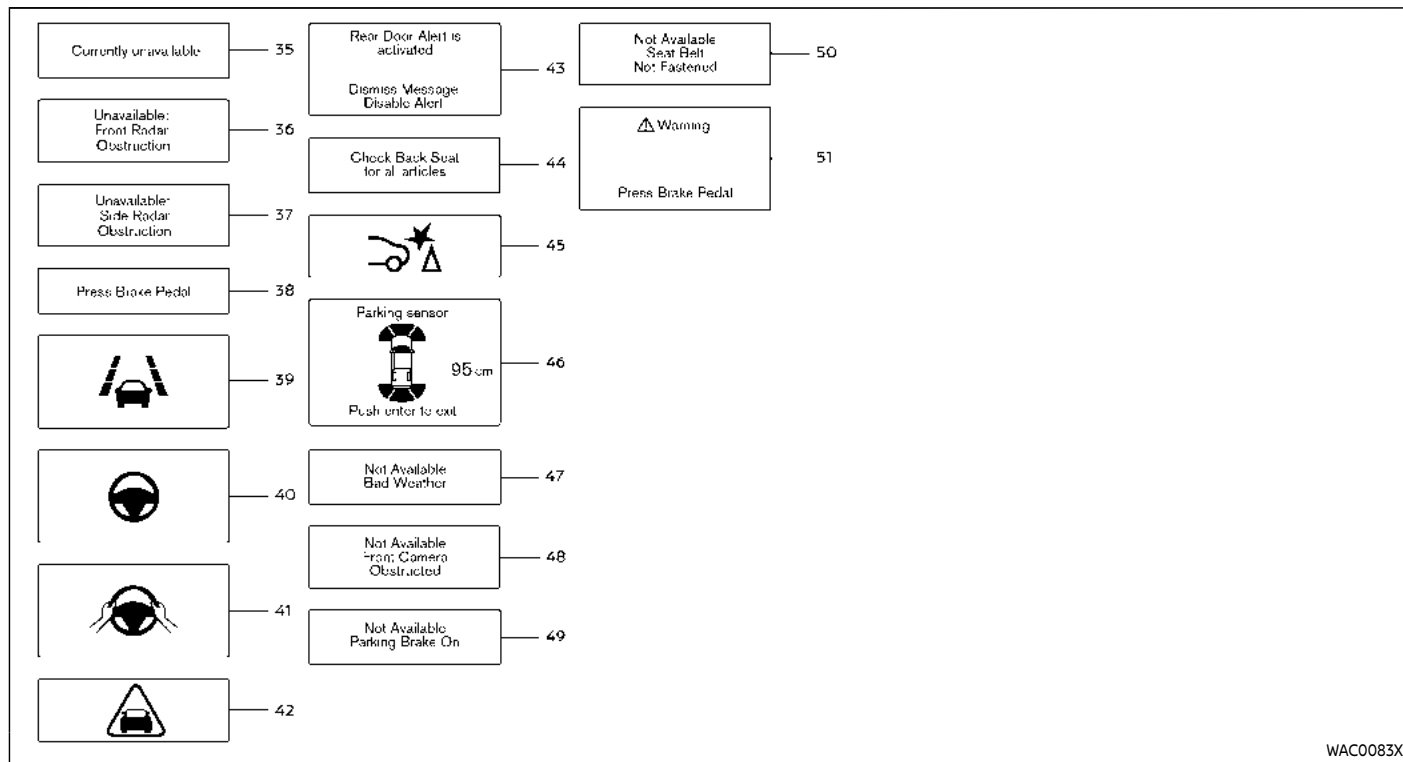 Currently unavailable
35
Unavailable:
Front Radar
Obstruction
36
Unavailable:
Side Radar
Obstruction
37
Press Brake Pedal
38
39
40
41
42
Rear Door Alert is
activated
Dismiss Message
Disable Alert
43
Check Back Seat
for all articles
44
45
Parking sensor
95 cm
Push enter to exit
46
Not Available
Bad Weather
47
Not Available
Front Camera
Obstructed
48
Not Available
Parking Brake On
49
Not Available
Seat Belt
Not Fastened
50
Warning
Press Brake Pedal
51
WAC0083X